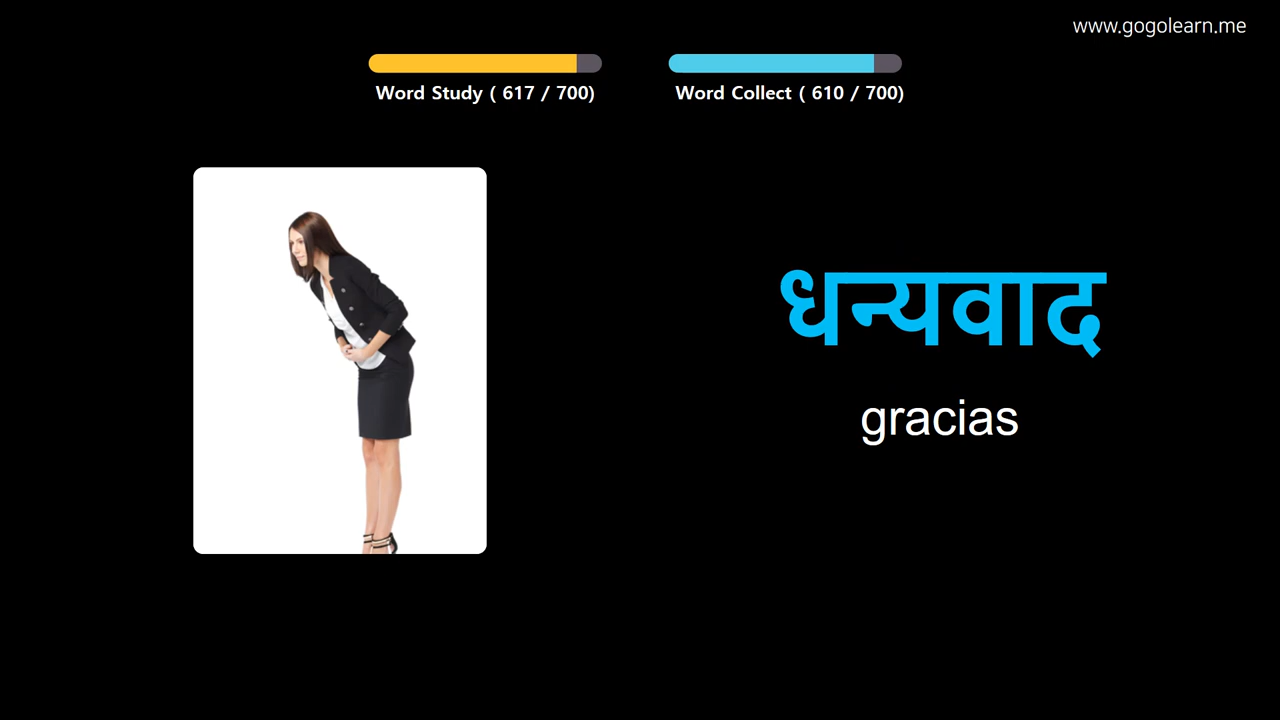 www.gogolearn.me
Word Study ( 617 / 700)
Word Collect ( 610 / 700)
धन्यवाद
gracias